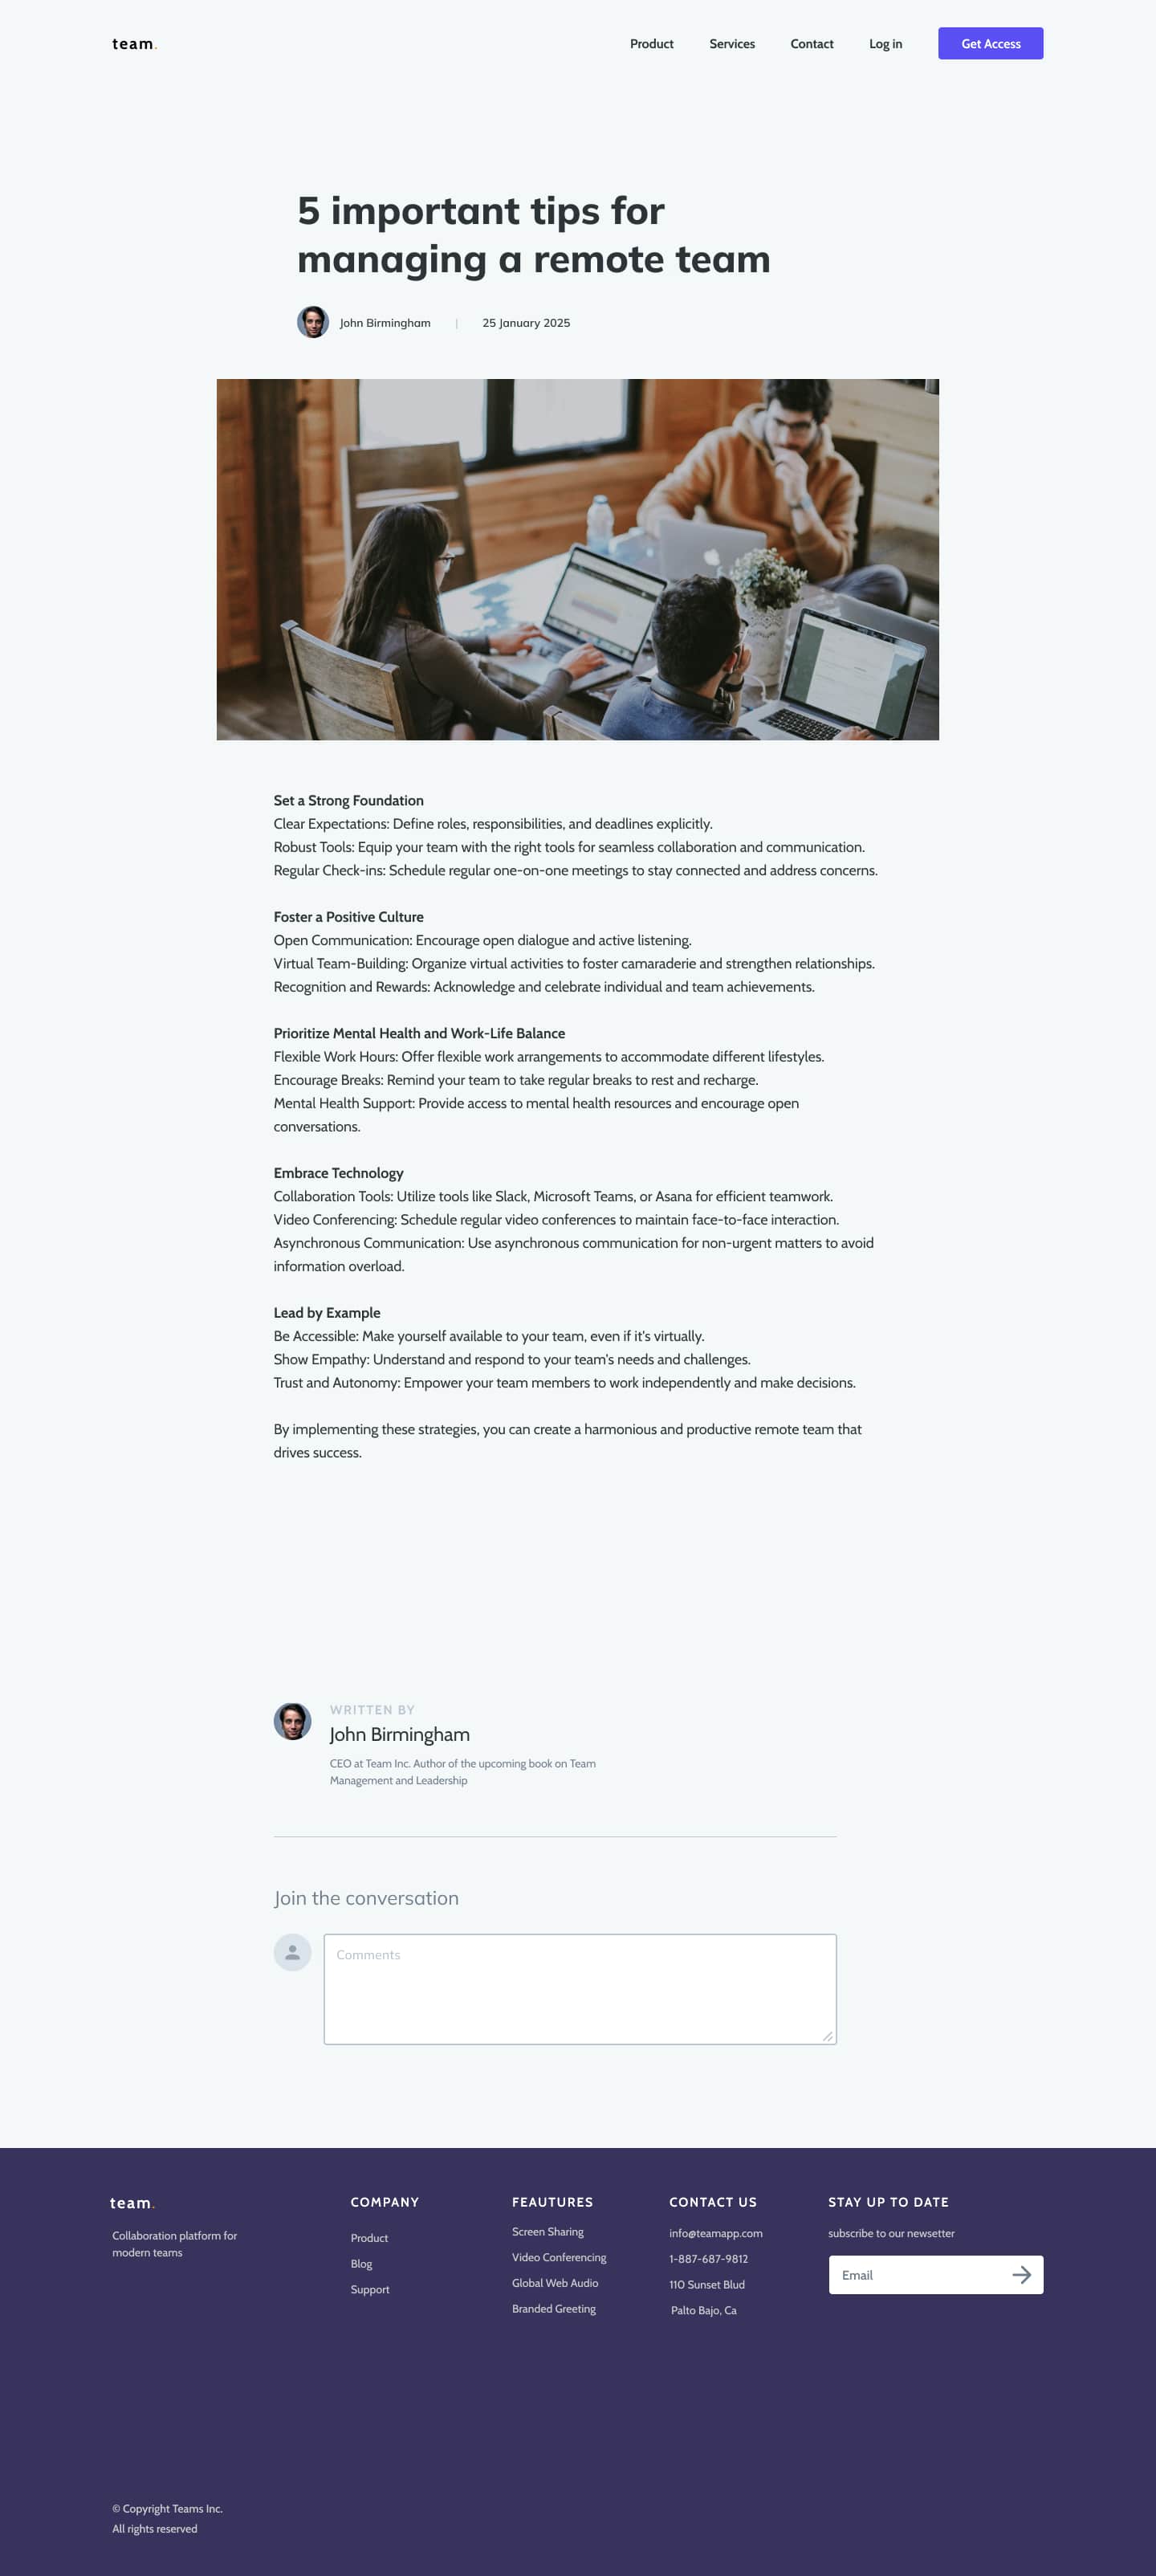 team.
Product
Services
Contact
Log in
Get Access
5 important tips for
managing a remote team
John Birmingham | 25 January 2025
Set a Strong Foundation
Clear Expectations: Define roles, responsibilities, and deadlines explicitly.
Robust Tools: Equip your team with the right tools for seamless collaboration and communication.
Regular Check-ins: Schedule regular one-on-one meetings to stay connected and address concerns.
Foster a Positive Culture
Open Communication: Encourage open dialogue and active listening.
Virtual Team-Building: Organize virtual activities to foster camaraderie and strengthen relationships.
Recognition and Rewards: Acknowledge and celebrate individual and team achievements.
Prioritize Mental Health and Work-Life Balance
Flexible Work Hours: Offer flexible work arrangements to accommodate different lifestyles.
Encourage Breaks: Remind your team to take regular breaks to rest and recharge.
Mental Health Support: Provide access to mental health resources and encourage open
conversations.
Embrace Technology
Collaboration Tools: Utilize tools like Slack, Microsoft Teams, or Asana for efficient teamwork.
Video Conferencing: Schedule regular video conferences to maintain face-to-face interaction.
Asynchronous Communication: Use asynchronous communication for non-urgent matters to avoid
information overload.
Lead by Example
Be Accessible: Make yourself available to your team, even if it's virtually.
Show Empathy: Understand and respond to your team's needs and challenges.
Trust and Autonomy: Empower your team members to work independently and make decisions.
By implementing these strategies, you can create a harmonious and productive remote team that
drives success.
WRITTEN BY
John Birmingham
CEO at Team Inc. Author of the upcoming book on Team
Management and Leadership
Join the conversation
Comments
team.
Collaboration platform for
modern teams
COMPANY
Product
Blog
Support
FEAUTURES
Screen Sharing
Video Conferencing
Global Web Audio
Branded Greeting
CONTACT US
info@teamapp.com
1-887-687-9812
110 Sunset Blud
Palto Bajo, Ca
STAY UP TO DATE
subscribe to our newsetter
Email
© Copyright Teams Inc.
All rights reserved